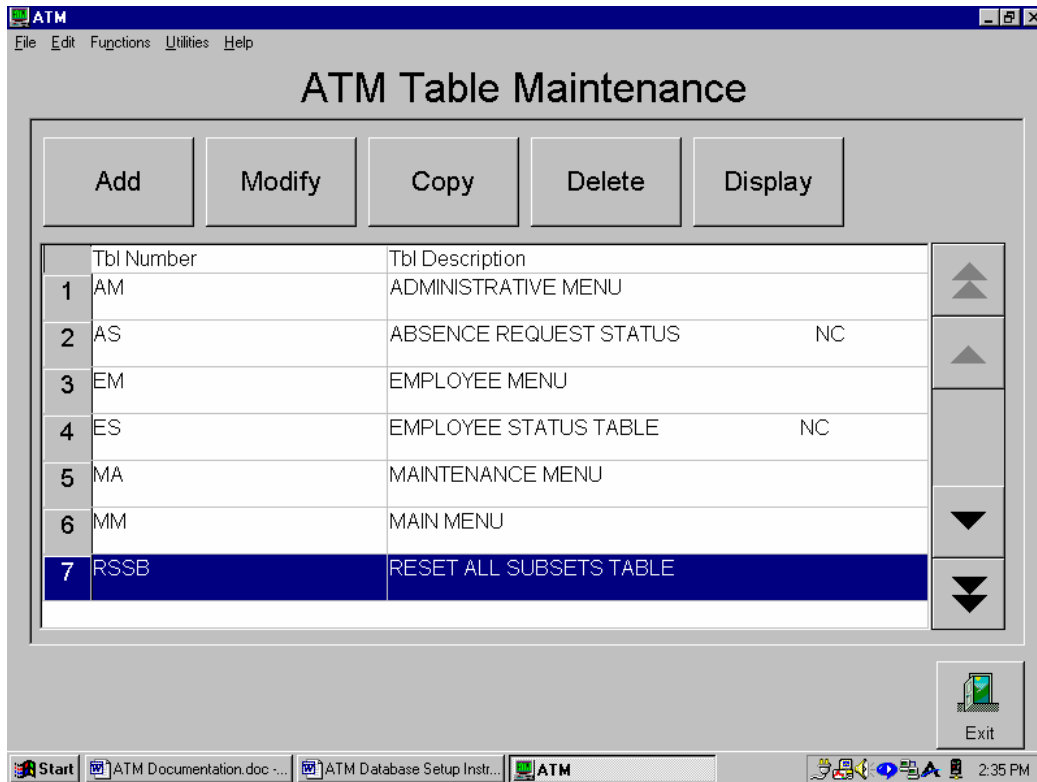 ATM
File Edit Functions Utilities Help
ATM Table Maintenance
Add Modify Copy Delete Display
Tbl Number Tbl Description
1 AM ADMINISTRATIVE MENU
2 AS ABSENCE REQUEST STATUS NC
3 EM EMPLOYEE MENU
4 ES EMPLOYEE STATUS TABLE NC
5 MA MAINTENANCE MENU
6 MM MAIN MENU
7 RSSB RESET ALL SUBSETS TABLE
Exit
Start ATM Documentation.doc -... ATM Database Setup Instr... ATM 2:35 PM